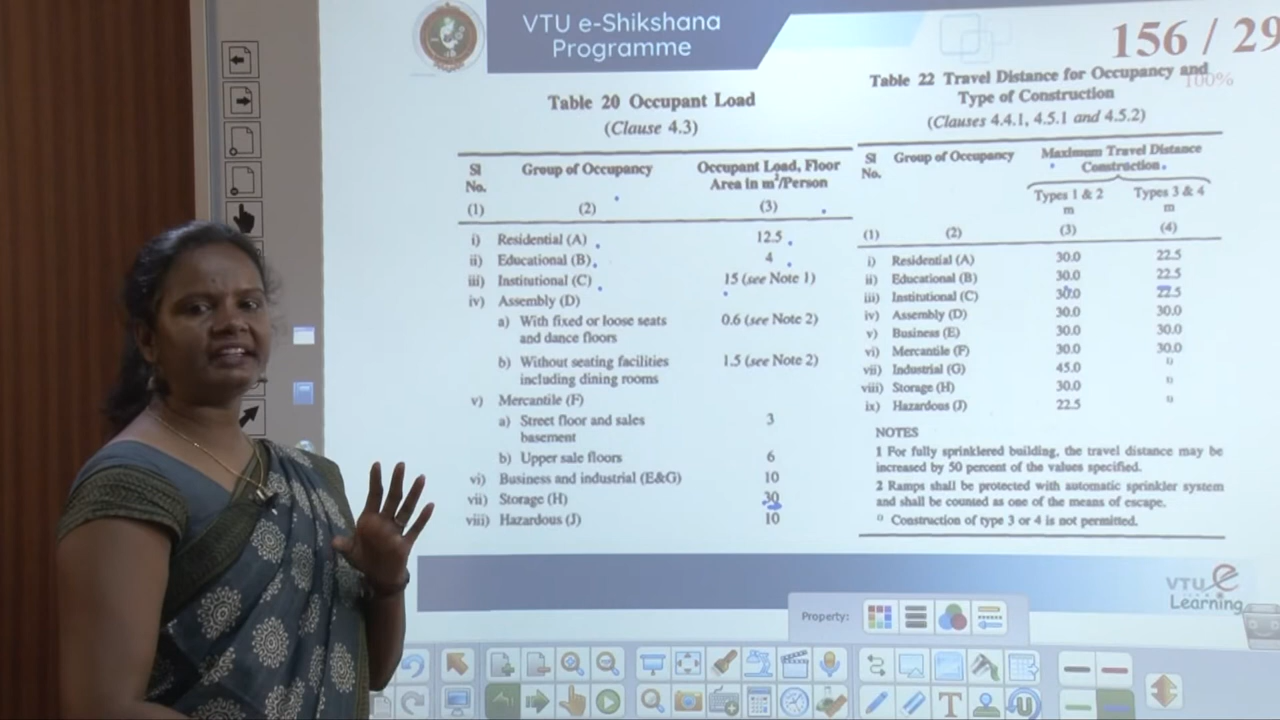 VTU e-Shikshana
Programme
156 / 29
100%
Table 20 Occupant Load
(Clause 4.3)
Sl No. Group of Occupancy Occupant Load, Floor Area in m²/Person
(1) (2) (3)
i) Residential (A) 12.5
ii) Educational (B) 4
iii) Institutional (C) 15 (see Note 1)
iv) Assembly (D)
a) With fixed or loose seats and dance floors 0.6 (see Note 2)
b) Without seating facilities including dining rooms 1.5 (see Note 2)
v) Mercantile (F)
a) Street floor and sales basement 3
b) Upper sale floors 6
vi) Business and industrial (E&G) 10
vii) Storage (H) 30
viii) Hazardous (J) 10
Table 22 Travel Distance for Occupancy and
Type of Construction
(Clauses 4.4.1, 4.5.1 and 4.5.2)
Sl No. Group of Occupancy Maximum Travel Distance Construction
Types 1 & 2 Types 3 & 4
m m
(1) (2) (3) (4)
i) Residential (A) 30.0 22.5
ii) Educational (B) 30.0 22.5
iii) Institutional (C) 30.0 22.5
iv) Assembly (D) 30.0 30.0
v) Business (E) 30.0 30.0
vi) Mercantile (F) 30.0 30.0
vii) Industrial (G) 45.0 ¹⁾
viii) Storage (H) 30.0 ¹⁾
ix) Hazardous (J) 22.5 ¹⁾
NOTES
1 For fully sprinklered building, the travel distance may be
increased by 50 percent of the values specified.
2 Ramps shall be protected with automatic sprinkler system
and shall be counted as one of the means of escape.
¹⁾ Construction of type 3 or 4 is not permitted.
VTU e
Learning
Property: